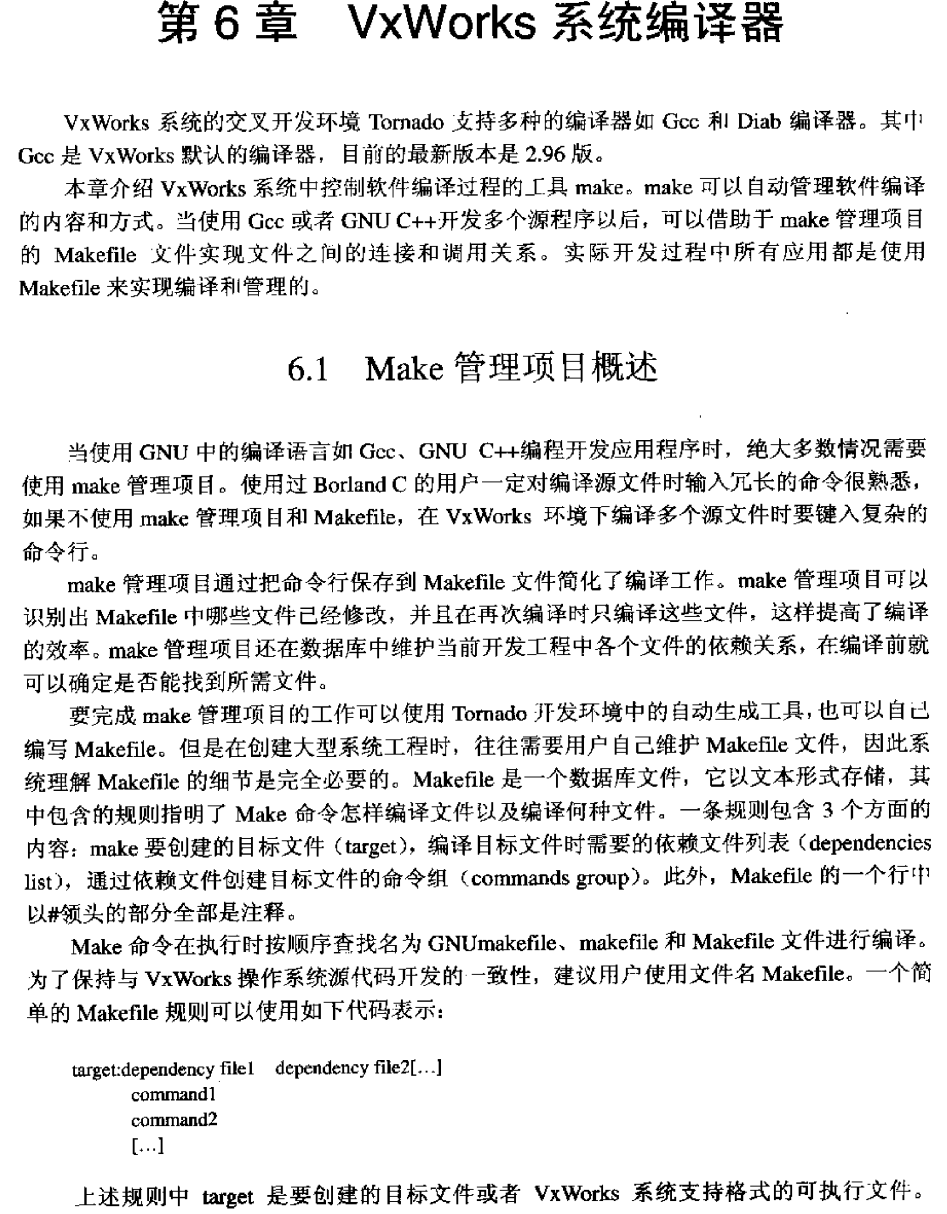 第 6 章 VxWorks 系统编译器
VxWorks 系统的交叉开发环境 Tornado 支持多种的编译器如 Gcc 和 Diab 编译器。其中
Gcc 是 VxWorks 默认的编译器，目前的最新版本是 2.96 版。
本章介绍 VxWorks 系统中控制软件编译过程的工具 make。make 可以自动管理软件编译
的内容和方式。当使用 Gcc 或者 GNU C++开发多个源程序以后，可以借助于 make 管理项目
的 Makefile 文件实现文件之间的连接和调用关系。实际开发过程中所有应用都是使用
Makefile 来实现编译和管理的。
6.1 Make 管理项目概述
当使用 GNU 中的编译语言如 Gcc、GNU C++编程开发应用程序时，绝大多数情况需要
使用 make 管理项目。使用过 Borland C 的用户一定对编译源文件时输入冗长的命令很熟悉，
如果不使用 make 管理项目和 Makefile，在 VxWorks 环境下编译多个源文件时要键入复杂的
命令行。
make 管理项目通过把命令行保存到 Makefile 文件简化了编译工作。make 管理项目可以
识别出 Makefile 中哪些文件已经修改，并且在再次编译时只编译这些文件，这样提高了编译
的效率。make 管理项目还在数据库中维护当前开发工程中各个文件的依赖关系，在编译前就
可以确定是否能找到所需文件。
要完成 make 管理项目的工作可以使用 Tornado 开发环境中的自动生成工具，也可以自己
编写 Makefile。但是在创建大型系统工程时，往往需要用户自己维护 Makefile 文件，因此系
统理解 Makefile 的细节是完全必要的。Makefile 是一个数据库文件，它以文本形式存储，其
中包含的规则指明了 Make 命令怎样编译文件以及编译何种文件。一条规则包含 3 个方面的
内容：make 要创建的目标文件（target），编译目标文件时需要的依赖文件列表（dependencies
list），通过依赖文件创建目标文件的命令组（commands group）。此外，Makefile 的一个行中
以#领头的部分全部是注释。
Make 命令在执行时按顺序查找名为 GNUmakefile、makefile 和 Makefile 文件进行编译。
为了保持与 VxWorks 操作系统源代码开发的一致性，建议用户使用文件名 Makefile。一个简
单的 Makefile 规则可以使用如下代码表示：
target:dependency file1 dependency file2[…]
command1
command2
[…]
上述规则中 target 是要创建的目标文件或者 VxWorks 系统支持格式的可执行文件。